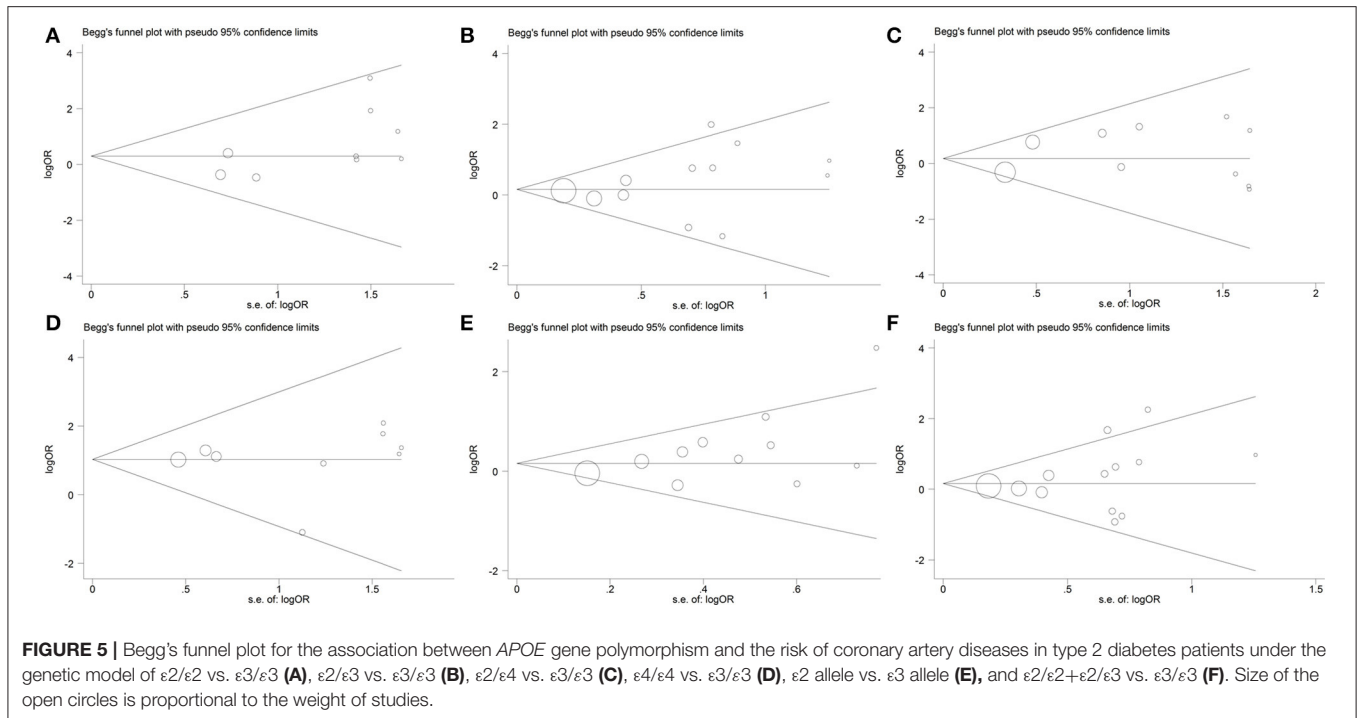 A
Begg's funnel plot with pseudo 95% confidence limits
4
2
0
-2
-4
logOR
0
.5
1
1.5
s.e. of: logOR
B
Begg's funnel plot with pseudo 95% confidence limits
4
2
0
-2
logOR
0
.5
1
s.e. of: logOR
C
Begg's funnel plot with pseudo 95% confidence limits
4
2
0
-2
-4
logOR
0
.5
1
1.5
2
s.e. of: logOR
D
Begg's funnel plot with pseudo 95% confidence limits
4
2
0
-2
logOR
0
.5
1
1.5
s.e. of: logOR
E
Begg's funnel plot with pseudo 95% confidence limits
2
0
-2
logOR
0
.2
.4
.6
s.e. of: logOR
F
Begg's funnel plot with pseudo 95% confidence limits
4
2
0
-2
logOR
0
.5
1
1.5
s.e. of: logOR
FIGURE 5 | Begg's funnel plot for the association between APOE gene polymorphism and the risk of coronary artery diseases in type 2 diabetes patients under the
genetic model of ε2/ε2 vs. ε3/ε3 (A), ε2/ε3 vs. ε3/ε3 (B), ε2/ε4 vs. ε3/ε3 (C), ε4/ε4 vs. ε3/ε3 (D), ε2 allele vs. ε3 allele (E), and ε2/ε2+ε2/ε3 vs. ε3/ε3 (F). Size of the
open circles is proportional to the weight of studies.